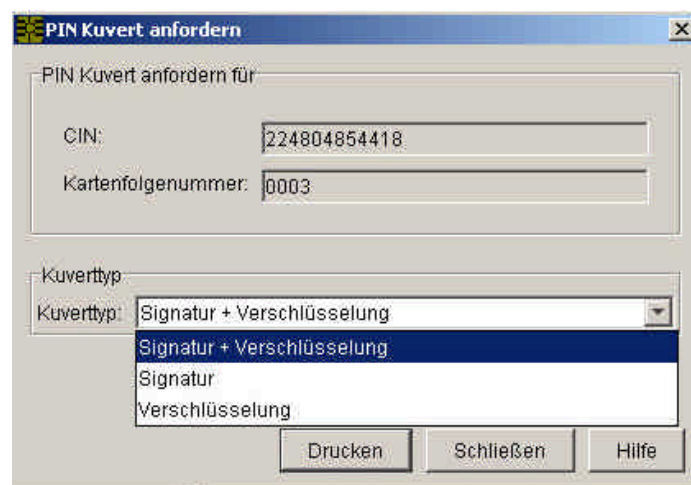 PIN Kuvert anfordern
PIN Kuvert anfordern für
CIN: 224804854418
Kartenfolgenummer: 0003
Kuverttyp
Kuverttyp: Signatur + Verschlüsselung
Signatur + Verschlüsselung
Signatur
Verschlüsselung
Drucken Schließen Hilfe